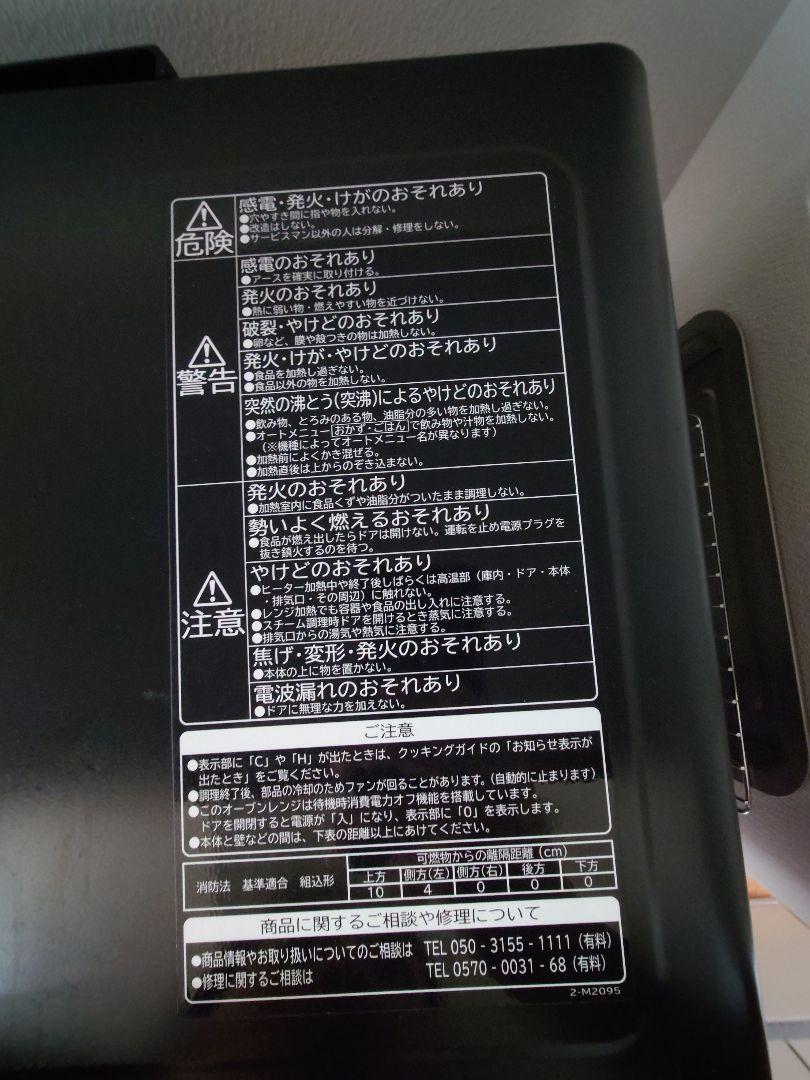 危険
感電・発火・けがのおそれあり
●穴やすき間に指や物を入れない。
●改造はしない。
●サービスマン以外の人は分解・修理をしない。
警告
感電のおそれあり
●アースを確実に取り付ける。
発火のおそれあり
●熱に弱い物・燃えやすい物を近づけない。
破裂・やけどのおそれあり
●卵など、膜や殻つきの物は加熱しない。
発火・けが・やけどのおそれあり
●食品を加熱し過ぎない。
●食品以外の物を加熱しない。
突然の沸とう(突沸)によるやけどのおそれあり
●飲み物、とろみのある物、油脂分の多い物を加熱し過ぎない。
●オートメニュー おかず・ごはん で飲み物や汁物を加熱しない。
(※機種によってオートメニュー名が異なります)
●加熱前によくかき混ぜる。
●加熱直後は上からのぞき込まない。
注意
発火のおそれあり
●加熱室内に食品くずや油脂分がついたまま調理しない。
勢いよく燃えるおそれあり
●食品が燃え出したらドアは開けない。運転を止め電源プラグを
抜き鎮火するのを待つ。
やけどのおそれあり
●ヒーター加熱中や終了後しばらくは高温部(庫内・ドア・本体
・排気口・その周辺)に触れない。
●レンジ加熱でも容器や食品の出し入れに注意する。
●スチーム調理時ドアを開けるとき蒸気に注意する。
●排気口からの湯気や熱気に注意する。
焦げ・変形・発火のおそれあり
●本体の上に物を置かない。
電波漏れのおそれあり
●ドアに無理な力を加えない。
ご注意
●表示部に「C」や「H」が出たときは、クッキングガイドの「お知らせ表示が
出たとき」をご覧ください。
●調理終了後、部品の冷却のためファンが回ることがあります。(自動的に止まります)
●このオーブンレンジは待機時消費電力オフ機能を搭載しています。
ドアを開閉すると電源が「入」になり、表示部に「0」を表示します。
●本体と壁などの間は、下表の距離以上にあけてください。
消防法 基準適合 組込形
可燃物からの離隔距離(cm)
上方 側方(左) 側方(右) 後方 下方
10 4 0 0 0
商品に関するご相談や修理について
●商品情報やお取り扱いについてのご相談は TEL 050-3155-1111(有料)
●修理に関するご相談は TEL 0570-0031-68(有料)
2-M2095